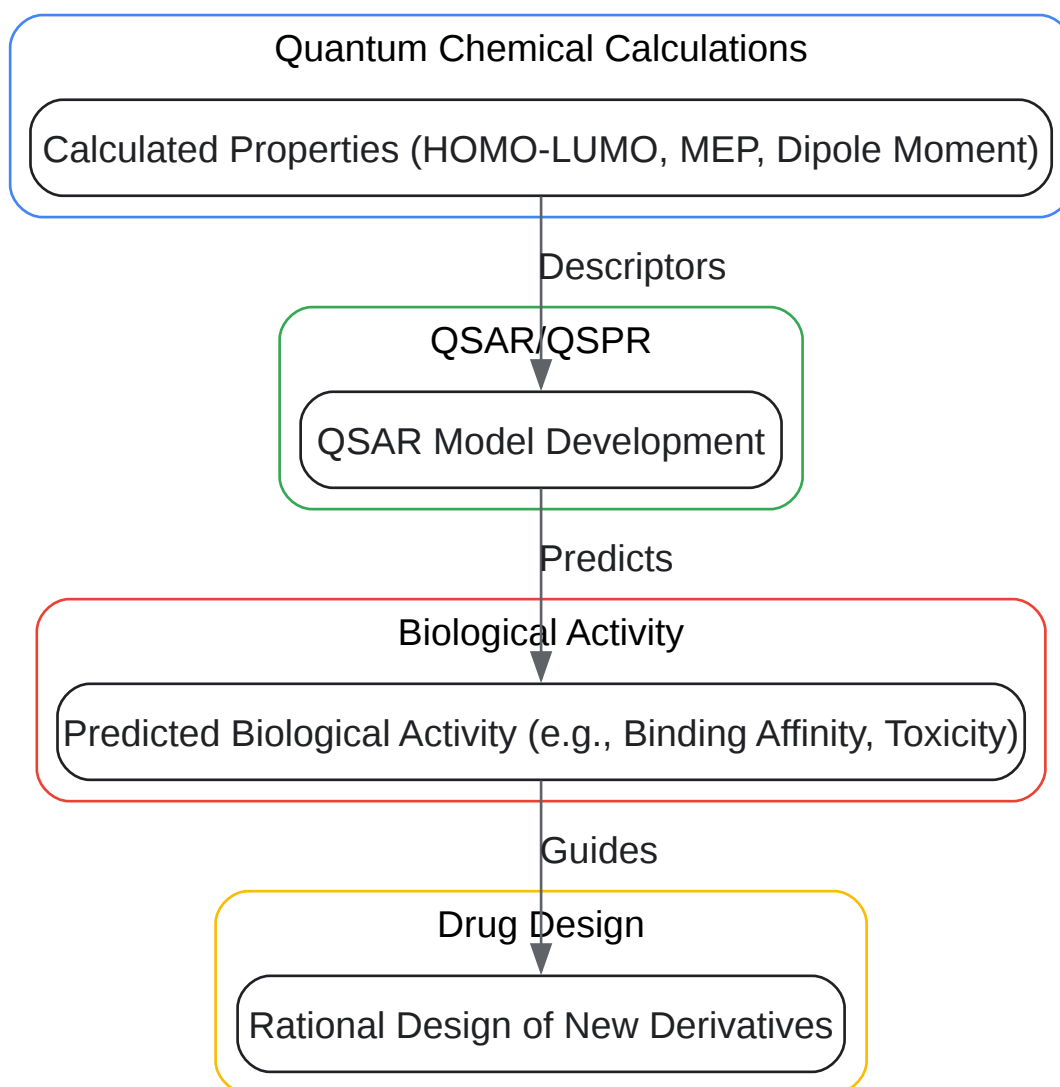 Quantum Chemical Calculations
Calculated Properties (HOMO-LUMO, MEP, Dipole Moment)
Descriptors
QSAR/QSPR
QSAR Model Development
Predicts
Biological Activity
Predicted Biological Activity (e.g., Binding Affinity, Toxicity)
Guides
Drug Design
Rational Design of New Derivatives